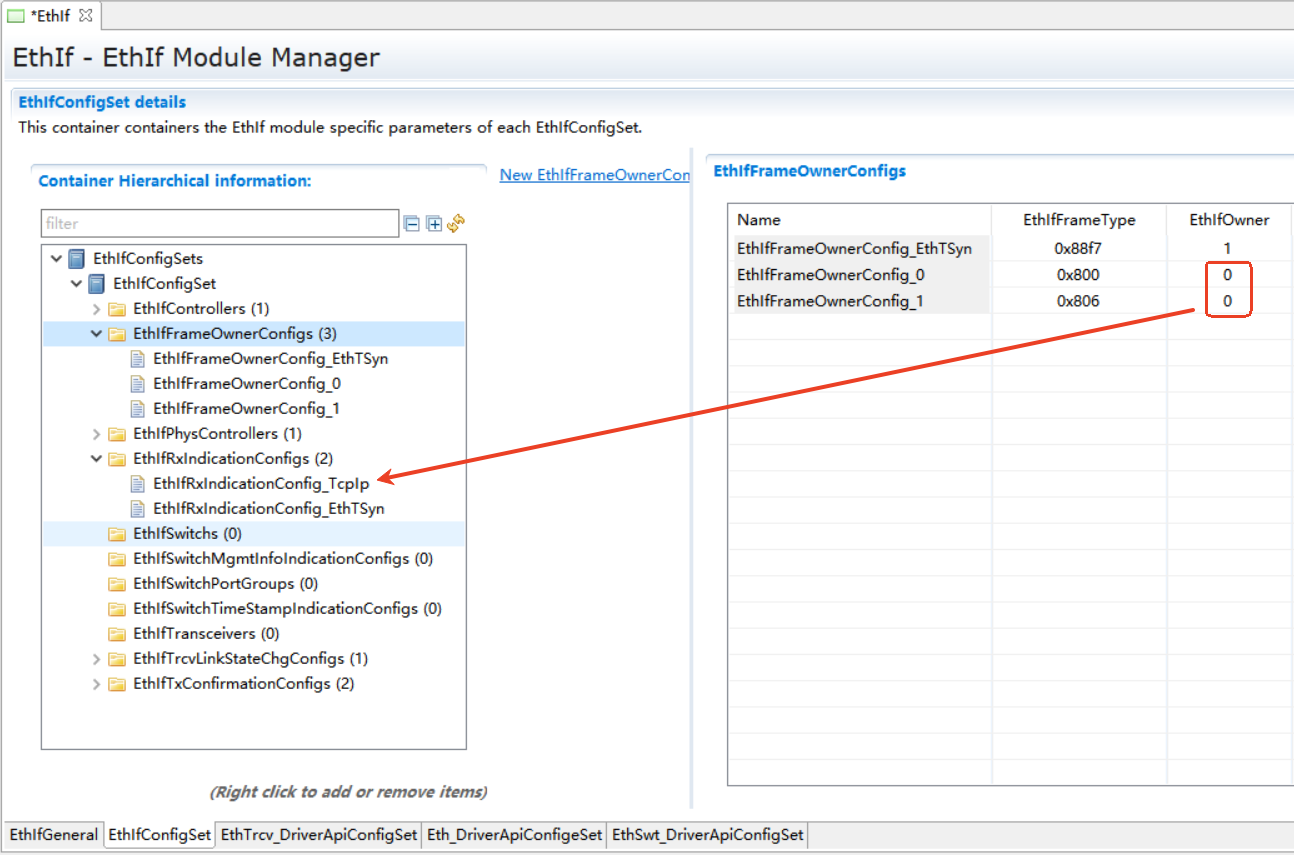 *EthIf
EthIf - EthIf Module Manager
EthIfConfigSet details
This container containers the EthIf module specific parameters of each EthIfConfigSet.
Container Hierarchical information:
New EthIfFrameOwnerCon
filter
EthIfConfigSets
EthIfConfigSet
EthIfControllers (1)
EthIfFrameOwnerConfigs (3)
EthIfFrameOwnerConfig_EthTSyn
EthIfFrameOwnerConfig_0
EthIfFrameOwnerConfig_1
EthIfPhysControllers (1)
EthIfRxIndicationConfigs (2)
EthIfRxIndicationConfig_TcpIp
EthIfRxIndicationConfig_EthTSyn
EthIfSwitchs (0)
EthIfSwitchMgmtInfoIndicationConfigs (0)
EthIfSwitchPortGroups (0)
EthIfSwitchTimeStampIndicationConfigs (0)
EthIfTransceivers (0)
EthIfTrcvLinkStateChgConfigs (1)
EthIfTxConfirmationConfigs (2)
(Right click to add or remove items)
EthIfFrameOwnerConfigs
Name EthIfFrameType EthIfOwner
EthIfFrameOwnerConfig_EthTSyn 0x88f7 1
EthIfFrameOwnerConfig_0 0x800 0
EthIfFrameOwnerConfig_1 0x806 0
EthIfGeneral EthIfConfigSet EthTrcv_DriverApiConfigSet Eth_DriverApiConfigeSet EthSwt_DriverApiConfigSet